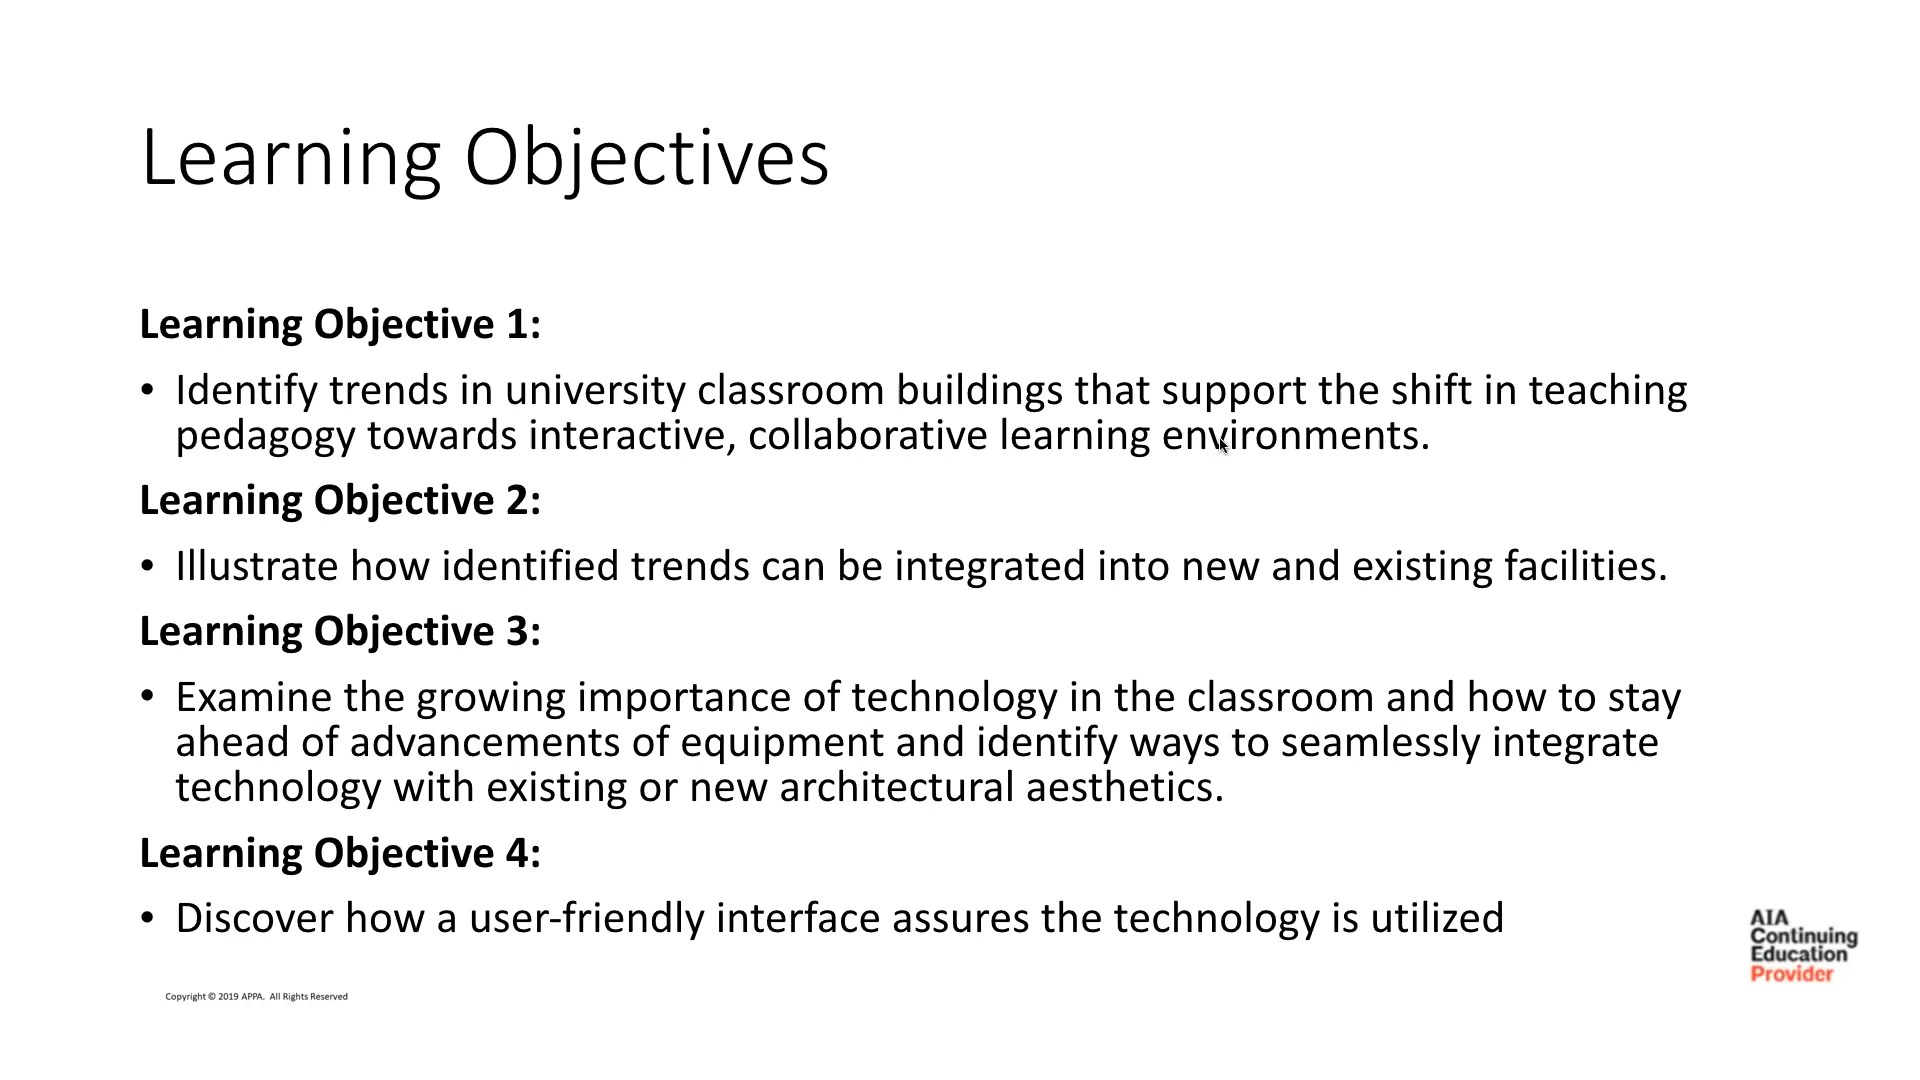 Learning Objectives
Learning Objective 1:
• Identify trends in university classroom buildings that support the shift in teaching
pedagogy towards interactive, collaborative learning environments.
Learning Objective 2:
• Illustrate how identified trends can be integrated into new and existing facilities.
Learning Objective 3:
• Examine the growing importance of technology in the classroom and how to stay
ahead of advancements of equipment and identify ways to seamlessly integrate
technology with existing or new architectural aesthetics.
Learning Objective 4:
• Discover how a user-friendly interface assures the technology is utilized
AIA
Continuing
Education
Provider
Copyright © 2019 APPA. All Rights Reserved